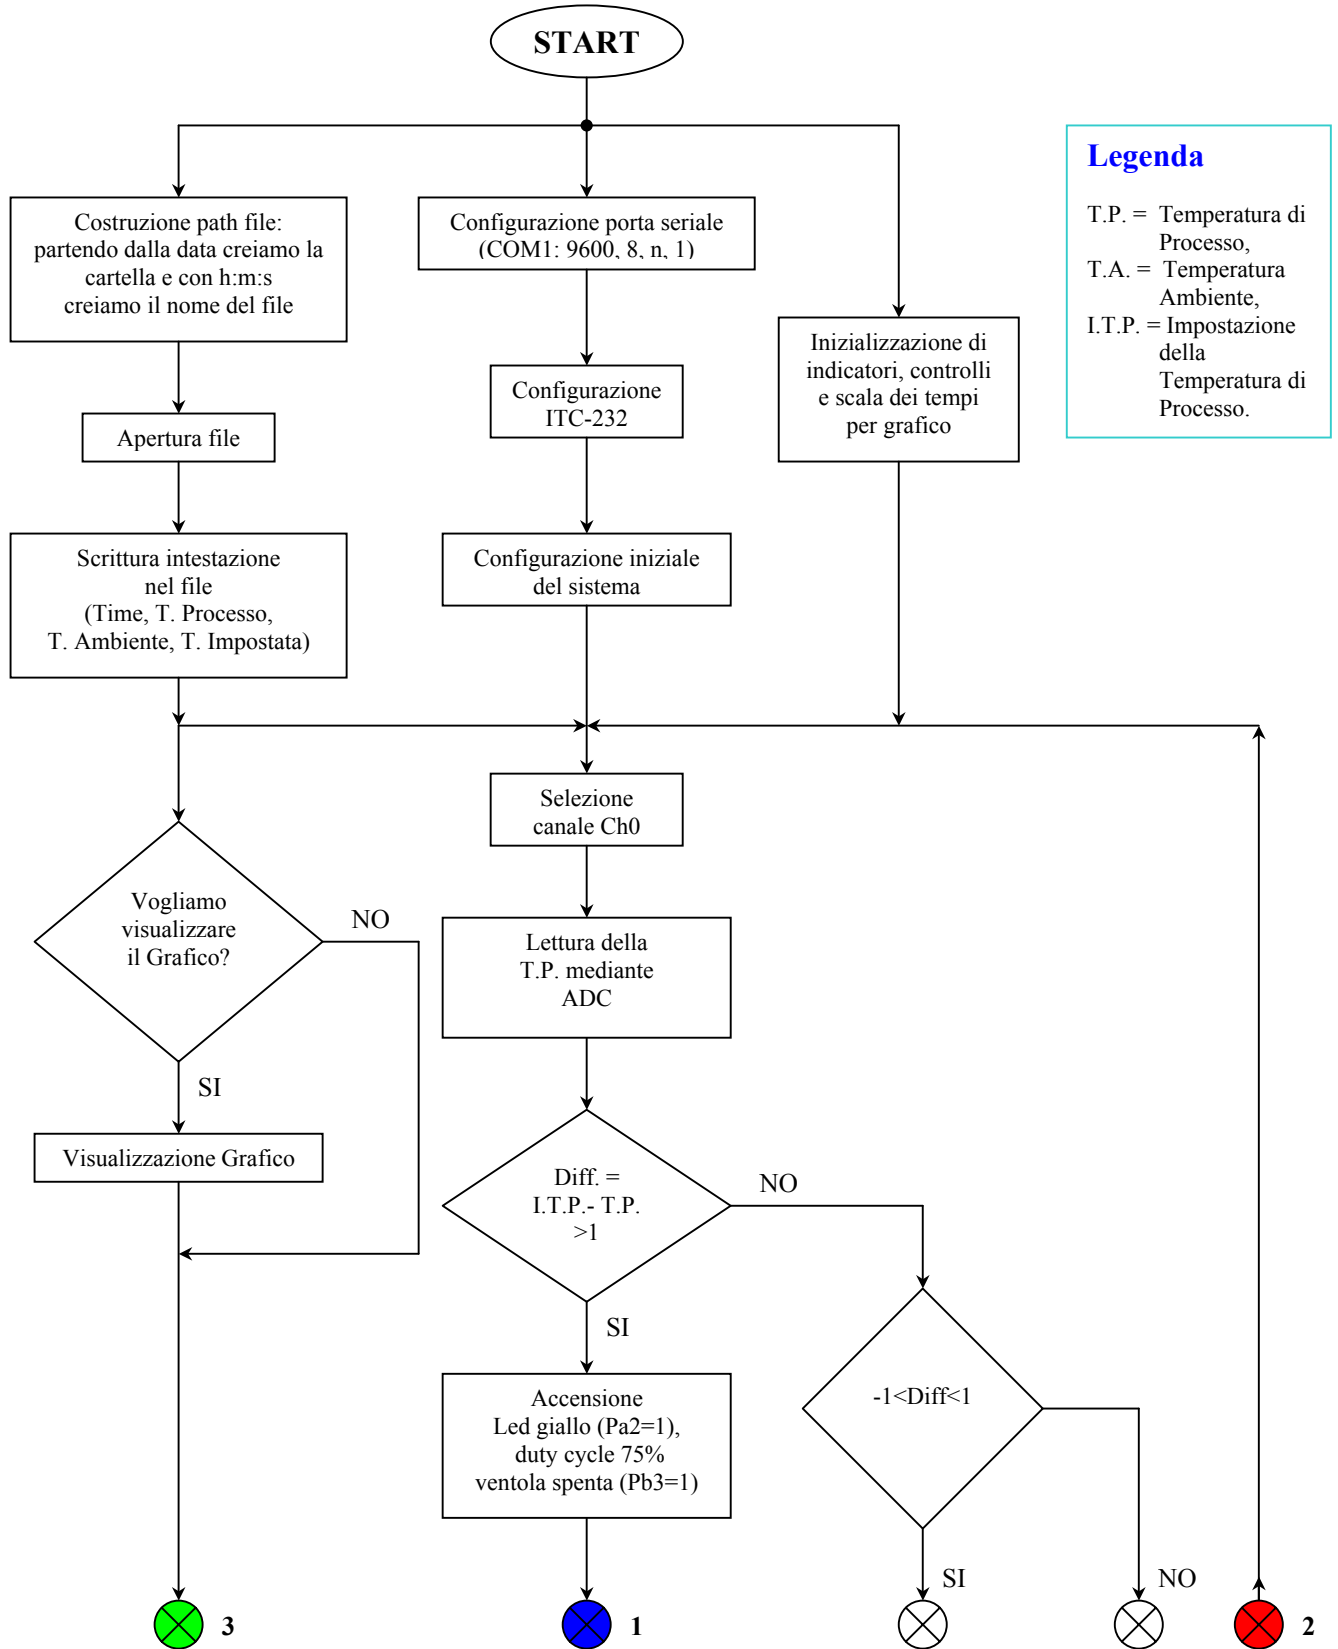 START
Legenda
T.P. = Temperatura di
Processo,
T.A. = Temperatura
Ambiente,
I.T.P. = Impostazione
della
Temperatura di
Processo.
Costruzione path file:
partendo dalla data creiamo la
cartella e con h:m:s
creiamo il nome del file
Configurazione porta seriale
(COM1: 9600, 8, n, 1)
Inizializzazione di
indicatori, controlli
e scala dei tempi
per grafico
Configurazione
ITC-232
Apertura file
Scrittura intestazione
nel file
(Time, T. Processo,
T. Ambiente, T. Impostata)
Configurazione iniziale
del sistema
Selezione
canale Ch0
Vogliamo
visualizzare
il Grafico?
NO
Lettura della
T.P. mediante
ADC
SI
Visualizzazione Grafico
Diff. =
I.T.P.- T.P.
>1
NO
SI
Accensione
Led giallo (Pa2=1),
duty cycle 75%
ventola spenta (Pb3=1)
-1<Diff<1
SI
NO
3
1
2